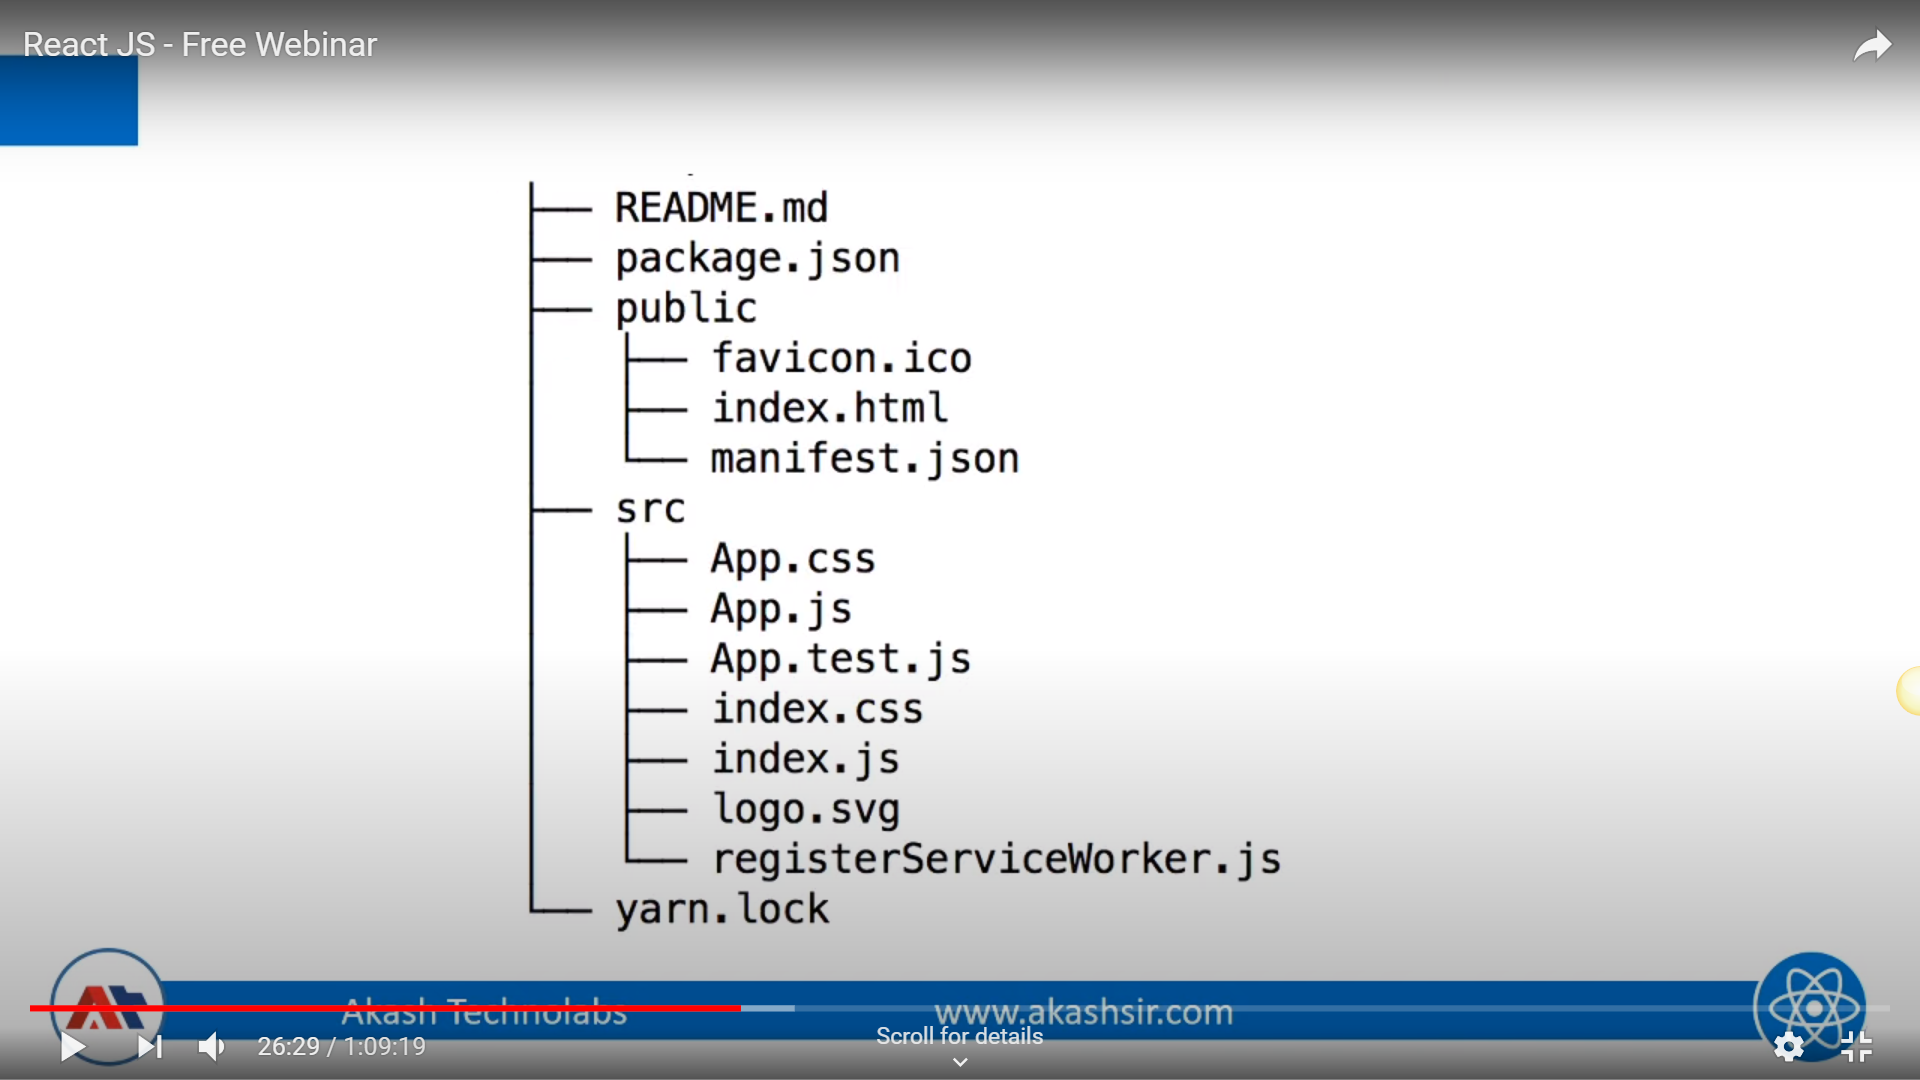 React JS - Free Webinar
README.md
package.json
public
favicon.ico
index.html
manifest.json
src
App.css
App.js
App.test.js
index.css
index.js
logo.svg
registerServiceWorker.js
yarn.lock
Akash Technolabs
www.akashsir.com
Scroll for details
26:29 / 1:09:19